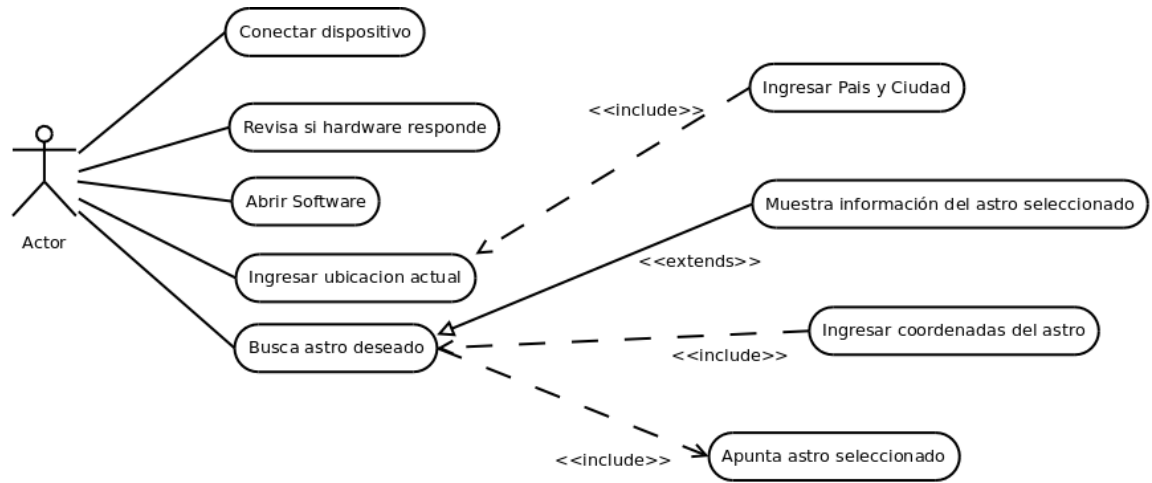 Conectar dispositivo
Ingresar Pais y Ciudad
<<include>>
Revisa si hardware responde
Abrir Software
Muestra información del astro seleccionado
Actor
<<extends>>
Ingresar ubicacion actual
Ingresar coordenadas del astro
Busca astro deseado
<<include>>
Apunta astro seleccionado
<<include>>